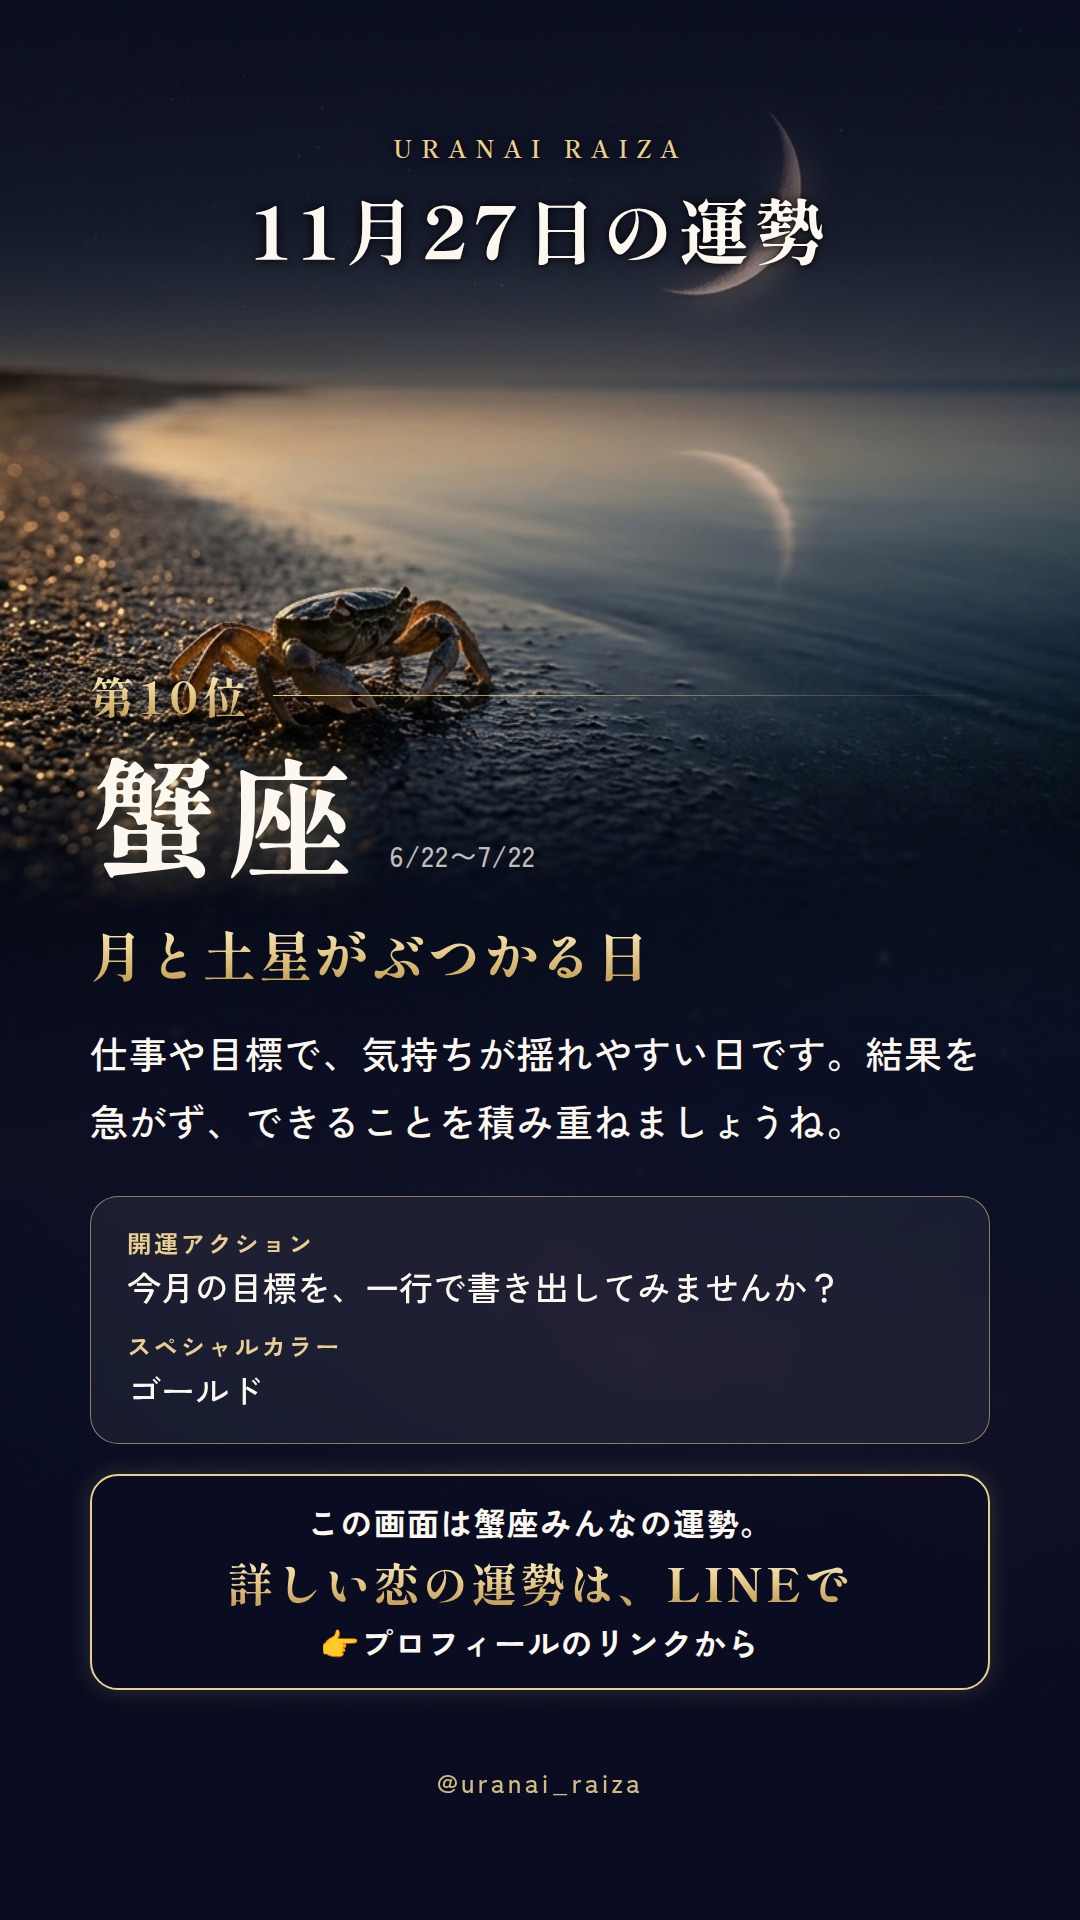 URANAI RAIZA
11月27日の運勢
第10位
蟹座 6/22〜7/22
月と土星がぶつかる日
仕事や目標で、気持ちが揺れやすい日です。結果を
急がず、できることを積み重ねましょうね。
開運アクション
今月の目標を、一行で書き出してみませんか？
スペシャルカラー
ゴールド
この画面は蟹座みんなの運勢。
詳しい恋の運勢は、LINEで
👉プロフィールのリンクから
@uranai_raiza